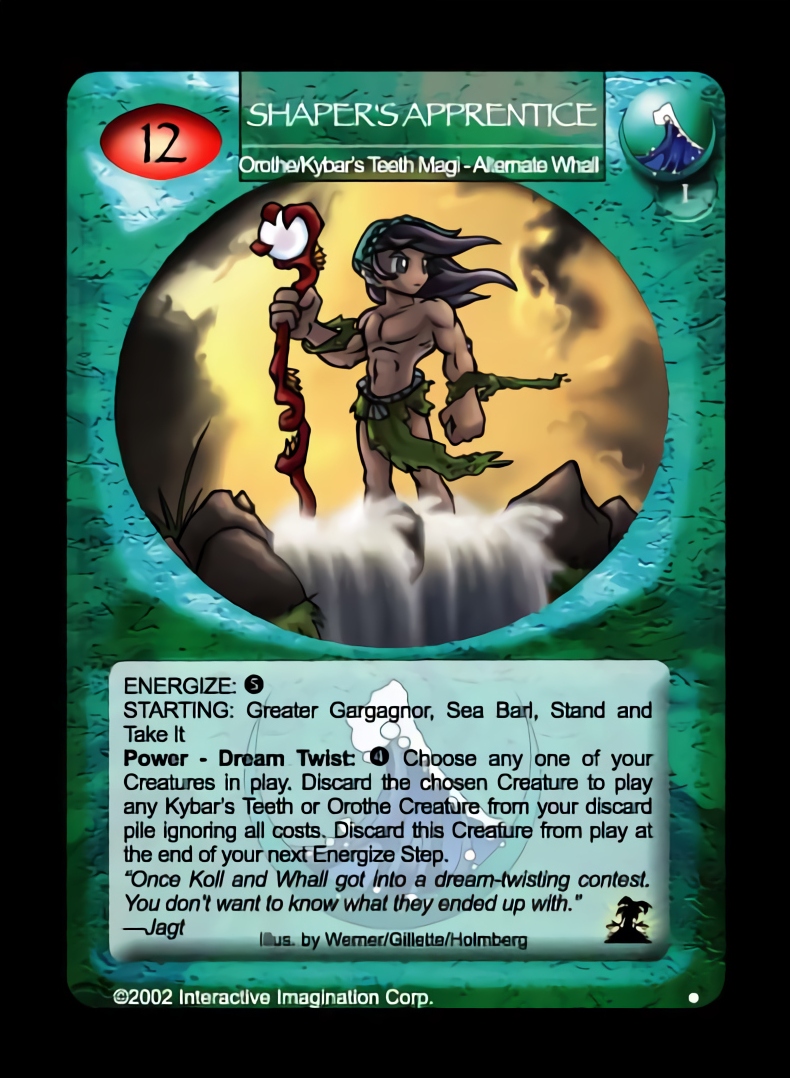 12
SHAPER'S APPRENTICE
Orothe/Kybar's Teeth Magi - Alternate Whall
1
ENERGIZE: 5
STARTING: Greater Gargagnor, Sea Barl, Stand and
Take It
Power - Dream Twist: 4 Choose any one of your
Creatures in play. Discard the chosen Creature to play
any Kybar's Teeth or Orothe Creature from your discard
pile ignoring all costs. Discard this Creature from play at
the end of your next Energize Step.
"Once Koll and Whall got into a dream-twisting contest.
You don't want to know what they ended up with."
—Jagt
Illus. by Werner/Gillette/Holmberg
©2002 Interactive Imagination Corp.